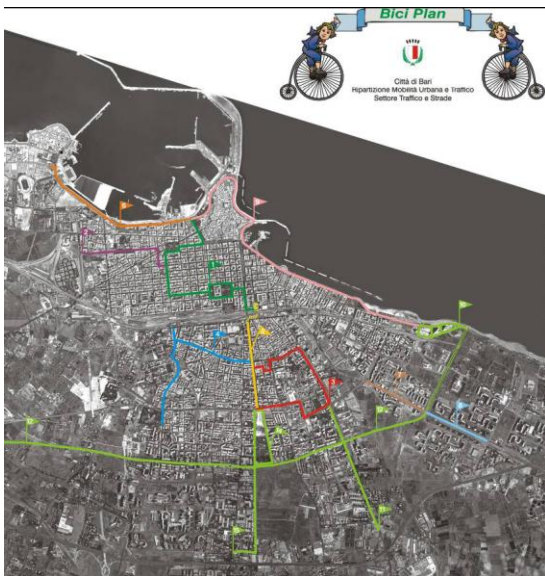 Bici Plan
Città di Bari
Ripartizione Mobilità Urbana e Traffico
Settore Traffico e Strade